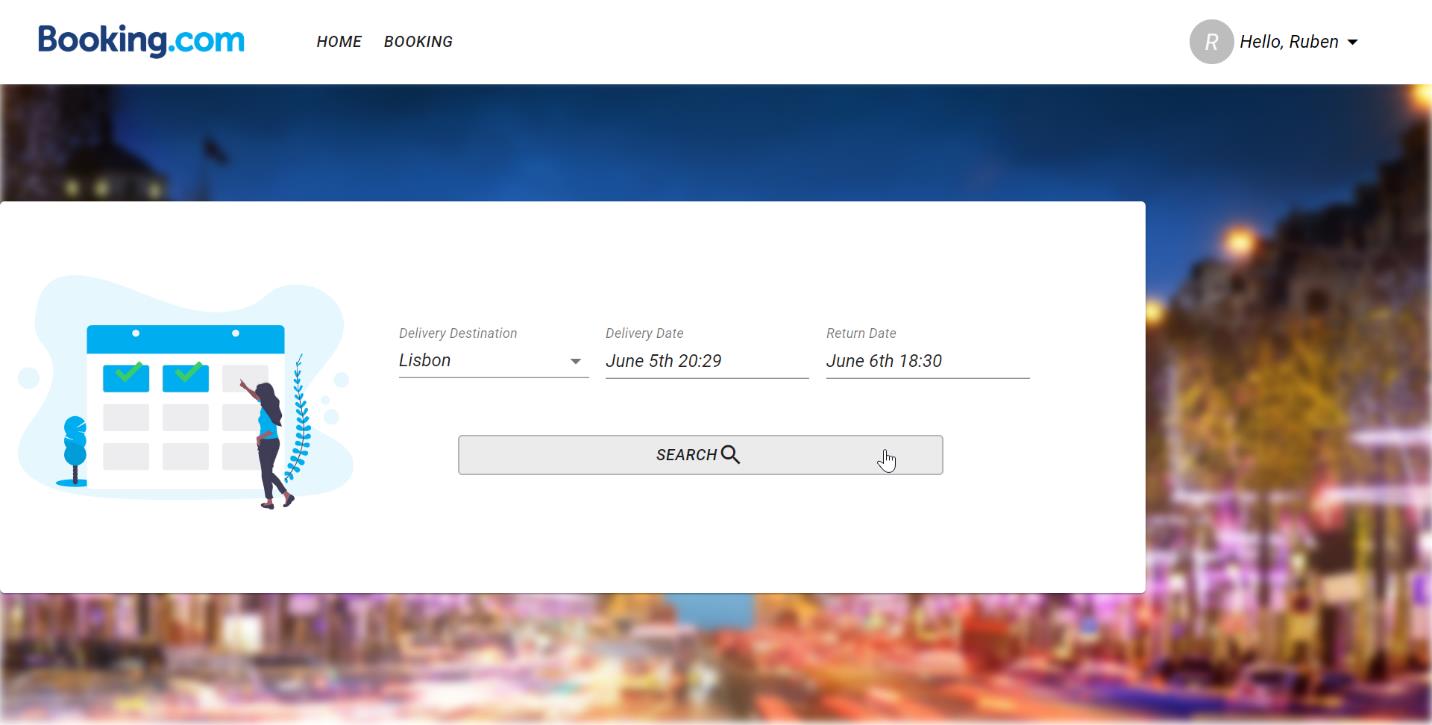 Booking.com
HOME BOOKING
R Hello, Ruben
Delivery Destination Delivery Date Return Date
Lisbon June 5th 20:29 June 6th 18:30
SEARCH